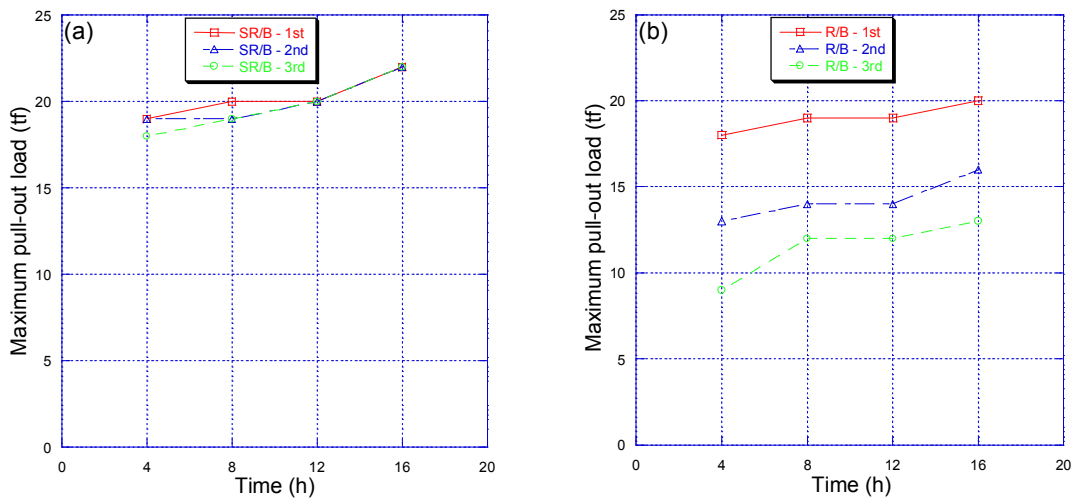 (a)
SR/B - 1st
SR/B - 2nd
SR/B - 3rd
Maximum pull-out load (tf)
25
20
15
10
5
0
0 4 8 12 16 20
Time (h)
(b)
R/B - 1st
R/B - 2nd
R/B - 3rd
Maximum pull-out load (tf)
25
20
15
10
5
0
0 4 8 12 16 20
Time (h)